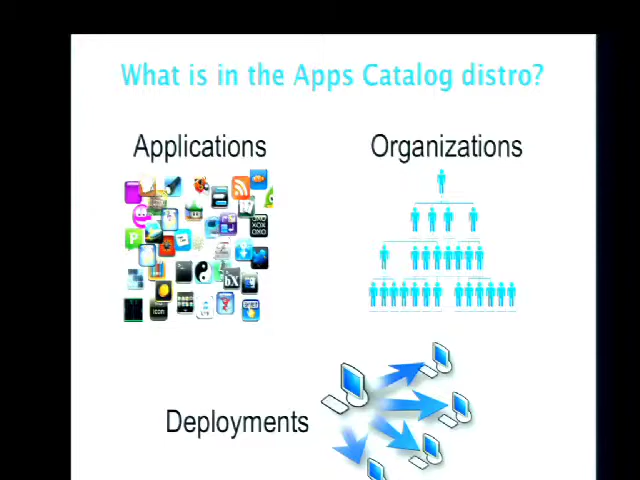 What is in the Apps Catalog distro?
Applications
Organizations
Deployments